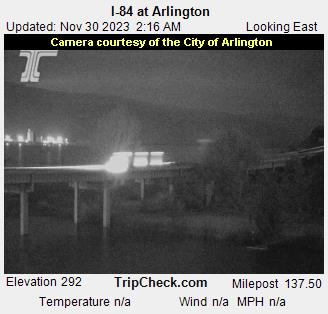 I-84 at Arlington
Updated: Nov 30 2023 2:16 AM Looking East
Camera courtesy of the City of Arlington
Elevation 292 TripCheck.com Milepost 137.50
Temperature n/a Wind n/a MPH n/a